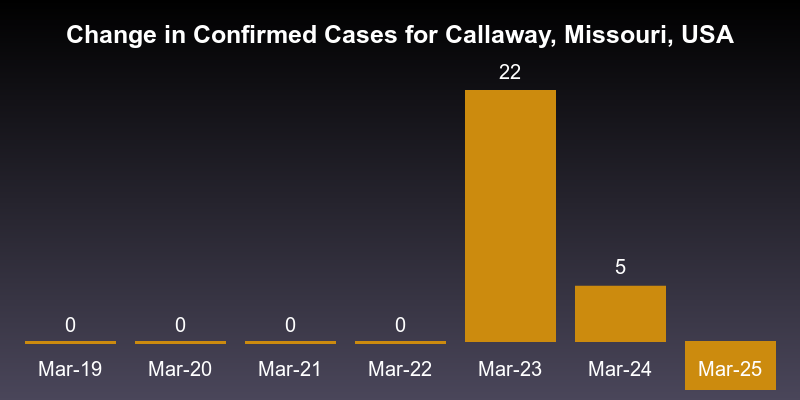 Change in Confirmed Cases for Callaway, Missouri, USA
22
5
0 0 0 0
Mar-19 Mar-20 Mar-21 Mar-22 Mar-23 Mar-24 Mar-25